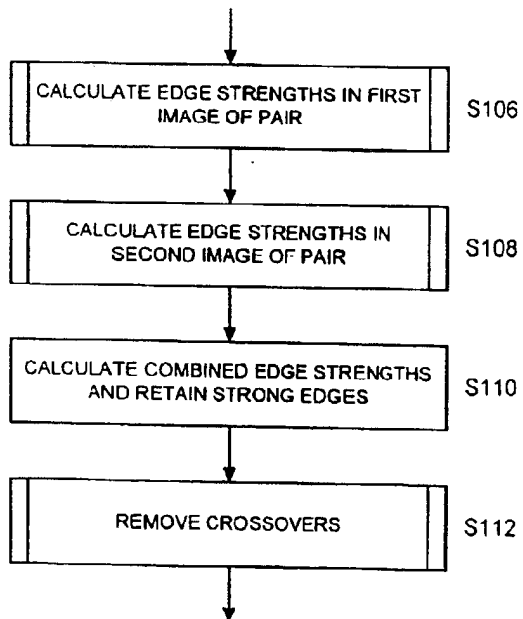 CALCULATE EDGE STRENGTHS IN FIRST
IMAGE OF PAIR
S106
CALCULATE EDGE STRENGTHS IN
SECOND IMAGE OF PAIR
S108
CALCULATE COMBINED EDGE STRENGTHS
AND RETAIN STRONG EDGES
S110
REMOVE CROSSOVERS
S112